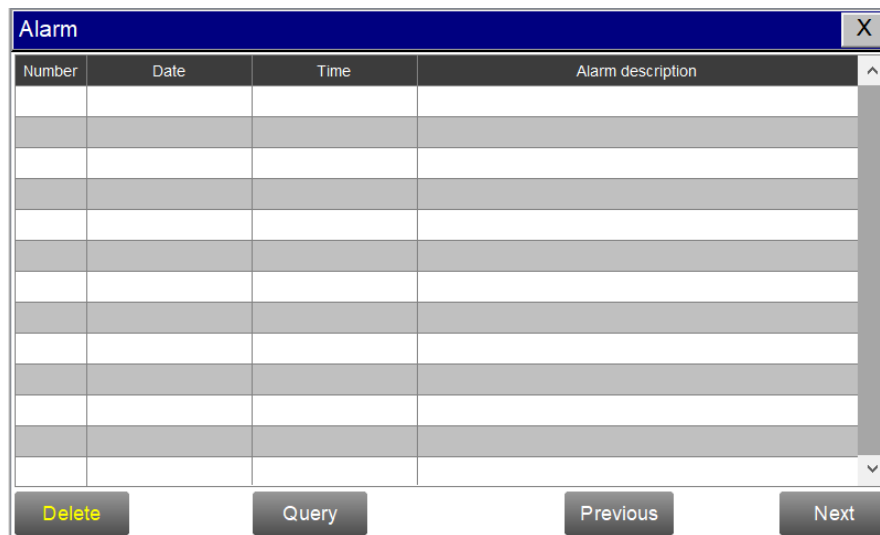 Alarm X
Number Date Time Alarm description
Delete Query Previous Next